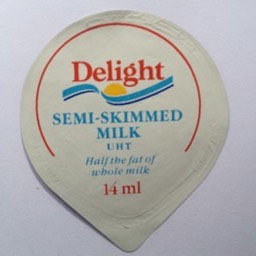 Delight
SEMI-SKIMMED
MILK
UHT
Half the fat of
whole milk
14 ml